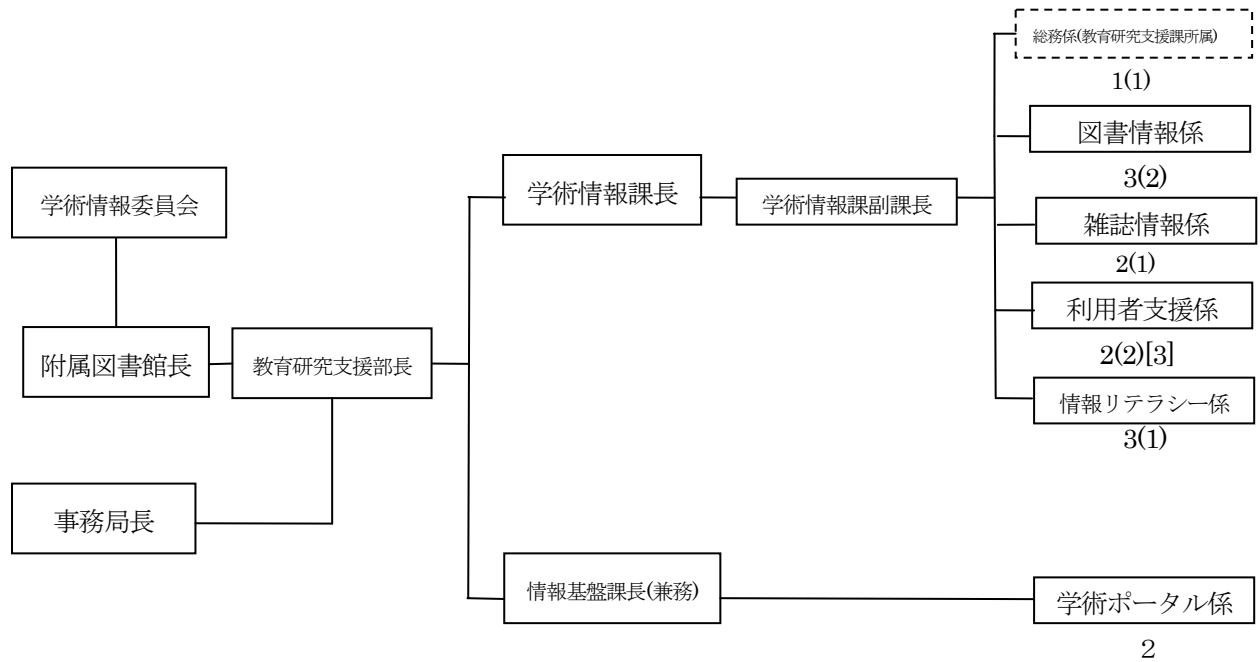 総務係(教育研究支援課所属)
1(1)
図書情報係
3(2)
学術情報委員会
学術情報課長
学術情報課副課長
雑誌情報係
2(1)
利用者支援係
2(2)[3]
附属図書館長
教育研究支援部長
情報リテラシー係
3(1)
事務局長
情報基盤課長(兼務)
学術ポータル係
2